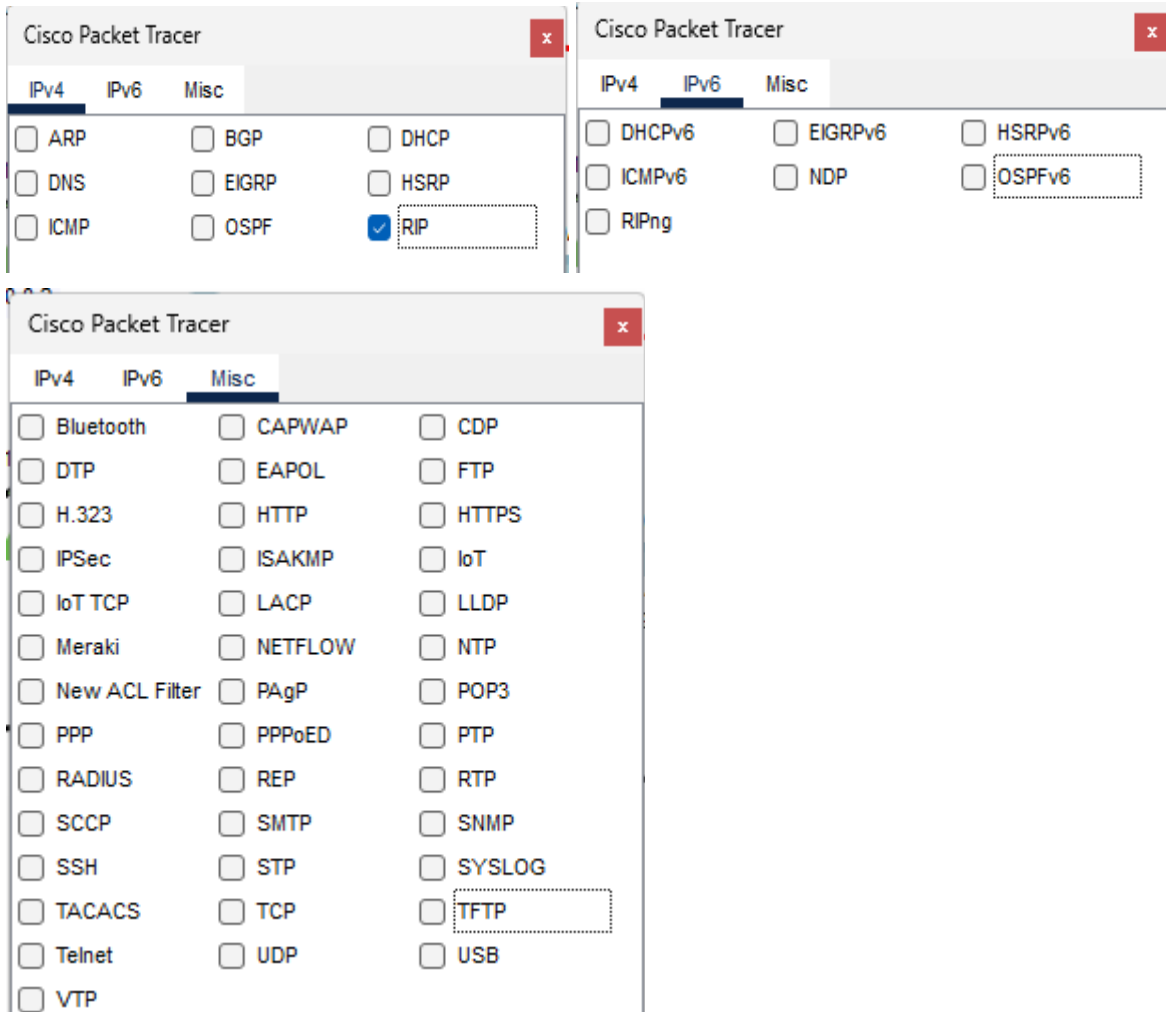 Cisco Packet Tracer x
IPv4 IPv6 Misc
ARP BGP DHCP
DNS EIGRP HSRP
ICMP OSPF RIP
Cisco Packet Tracer x
IPv4 IPv6 Misc
DHCPv6 EIGRPv6 HSRPv6
ICMPv6 NDP OSPFv6
RIPng
Cisco Packet Tracer x
IPv4 IPv6 Misc
Bluetooth CAPWAP CDP
DTP EAPOL FTP
H.323 HTTP HTTPS
IPSec ISAKMP IoT
IoT TCP LACP LLDP
Meraki NETFLOW NTP
New ACL Filter PAgP POP3
PPP PPPoED PTP
RADIUS REP RTP
SCCP SMTP SNMP
SSH STP SYSLOG
TACACS TCP TFTP
Telnet UDP USB
VTP